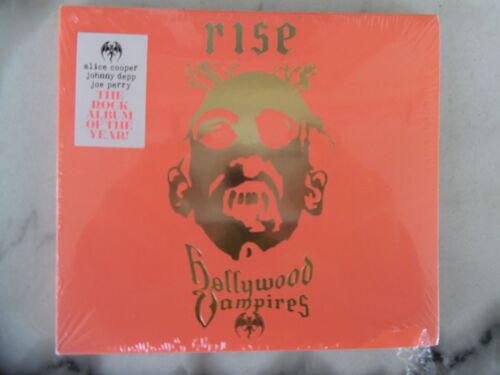 rise
alice cooper
johnny depp
joe perry
THE
ROCK
ALBUM
OF THE
YEAR!
Hollywood
Vampires